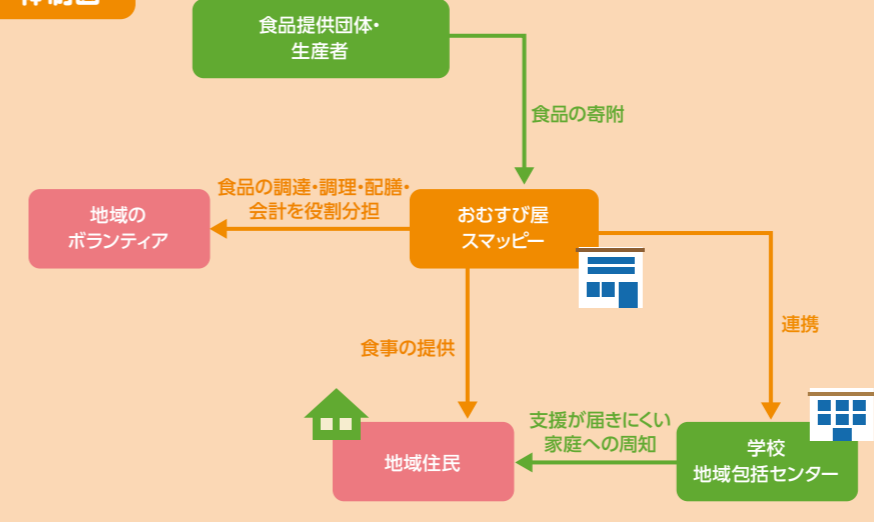 体制図
食品提供団体・
生産者
食品の寄附
食品の調達・調理・配膳・
会計を役割分担
地域の
ボランティア
おむすび屋
スマッピー
連携
食事の提供
支援が届きにくい
家庭への周知
地域住民
学校
地域包括センター